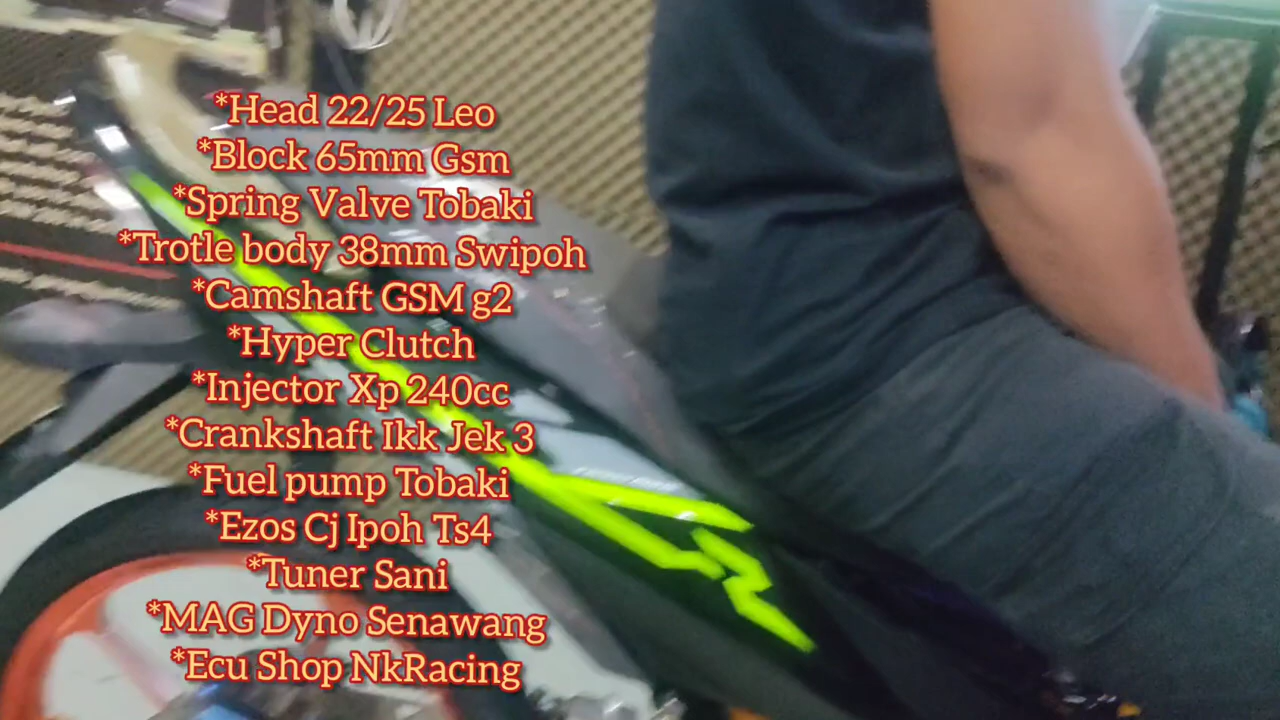 *Head 22/25 Leo
*Block 65mm Gsm
*Spring Valve Tobaki
*Trotle body 38mm Swipoh
*Camshaft GSM g2
*Hyper Clutch
*Injector Xp 240cc
*Crankshaft Ikk Jek 3
*Fuel pump Tobaki
*Ezos Cj Ipoh Ts4
*Tuner Sani
*MAG Dyno Senawang
*Ecu Shop NkRacing